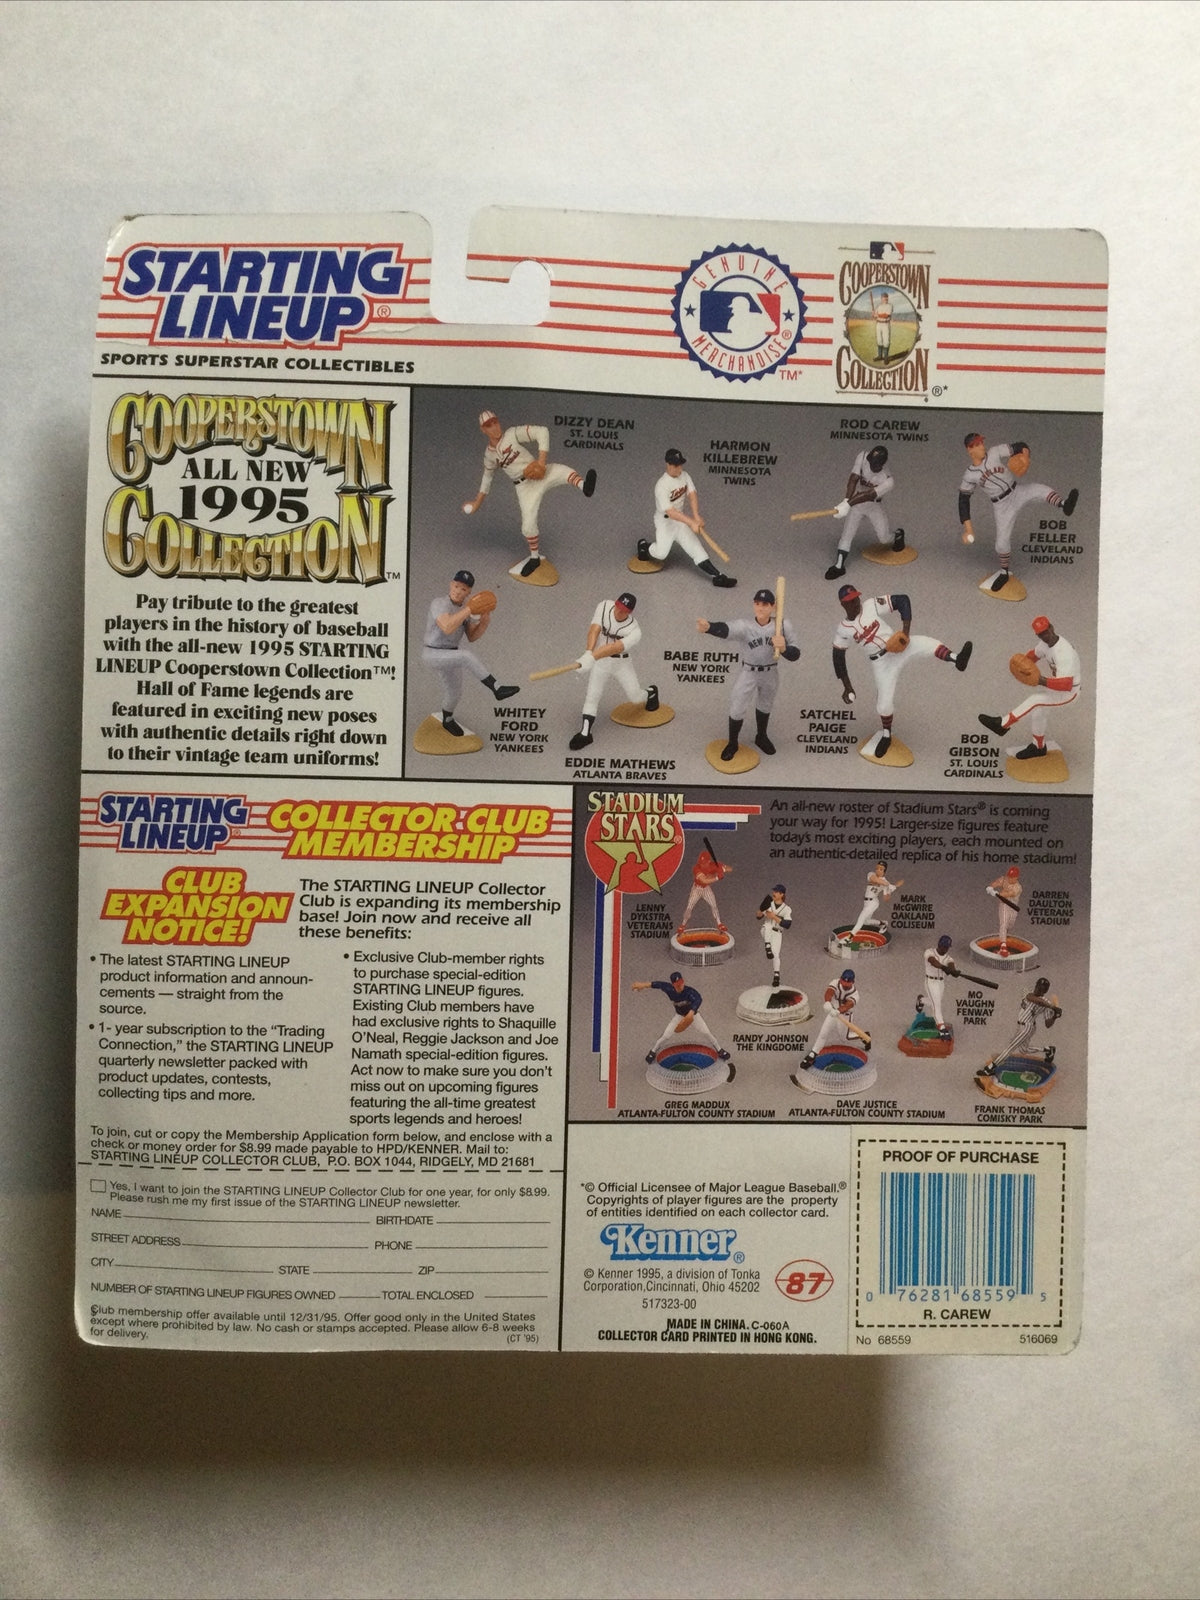 STARTING
LINEUP®
SPORTS SUPERSTAR COLLECTIBLES
GENUINE
MERCHANDISE®
TM*
COOPERSTOWN
COLLECTION
®*
COOPERSTOWN
ALL NEW
1995
COLLECTION™
Pay tribute to the greatest
players in the history of baseball
with the all-new 1995 STARTING
LINEUP Cooperstown Collection™!
Hall of Fame legends are
featured in exciting new poses
with authentic details right down
to their vintage team uniforms!
DIZZY DEAN
ST. LOUIS
CARDINALS
HARMON
KILLEBREW
MINNESOTA
TWINS
ROD CAREW
MINNESOTA TWINS
BOB
FELLER
CLEVELAND
INDIANS
WHITEY
FORD
NEW YORK
YANKEES
EDDIE MATHEWS
ATLANTA BRAVES
BABE RUTH
NEW YORK
YANKEES
SATCHEL
PAIGE
CLEVELAND
INDIANS
BOB
GIBSON
ST. LOUIS
CARDINALS
STARTING
LINEUP®
COLLECTOR CLUB
MEMBERSHIP
CLUB
EXPANSION
NOTICE!
The STARTING LINEUP Collector
Club is expanding its membership
base! Join now and receive all
these benefits:
• The latest STARTING LINEUP
product information and announ-
cements — straight from the
source.
• 1- year subscription to the "Trading
Connection," the STARTING LINEUP
quarterly newsletter packed with
product updates, contests,
collecting tips and more.
• Exclusive Club-member rights
to purchase special-edition
STARTING LINEUP figures.
Existing Club members have
had exclusive rights to Shaquille
O'Neal, Reggie Jackson and Joe
Namath special-edition figures.
Act now to make sure you don't
miss out on upcoming figures
featuring the all-time greatest
sports legends and heroes!
To join, cut or copy the Membership Application form below, and enclose with a
check or money order for $8.99 made payable to HPD/KENNER. Mail to:
STARTING LINEUP COLLECTOR CLUB, P.O. BOX 1044, RIDGELY, MD 21681
Yes, I want to join the STARTING LINEUP Collector Club for one year, for only $8.99.
Please rush me my first issue of the STARTING LINEUP newsletter.
NAME BIRTHDATE
STREET ADDRESS PHONE
CITY STATE ZIP
NUMBER OF STARTING LINEUP FIGURES OWNED TOTAL ENCLOSED
Club membership offer available until 12/31/95. Offer good only in the United States
except where prohibited by law. No cash or stamps accepted. Please allow 6-8 weeks
for delivery. (CT '95)
STADIUM
STARS®
An all-new roster of Stadium Stars® is coming
your way for 1995! Larger-size figures feature
today's most exciting players, each mounted on
an authentic-detailed replica of his home stadium!
LENNY
DYKSTRA
VETERANS
STADIUM
RANDY JOHNSON
THE KINGDOME
MARK
McGWIRE
OAKLAND
COLISEUM
DARREN
DAULTON
VETERANS
STADIUM
GREG MADDUX
ATLANTA-FULTON COUNTY STADIUM
DAVE JUSTICE
ATLANTA-FULTON COUNTY STADIUM
MO
VAUGHN
FENWAY
PARK
FRANK THOMAS
COMISKY PARK
*© Official Licensee of Major League Baseball.®
Copyrights of player figures are the property
of entities identified on each collector card.
Kenner®
© Kenner 1995, a division of Tonka
Corporation,Cincinnati, Ohio 45202
517323-00
87
MADE IN CHINA. C-060A
COLLECTOR CARD PRINTED IN HONG KONG.
PROOF OF PURCHASE
0 76281 68559 5
R. CAREW
No 68559 516069